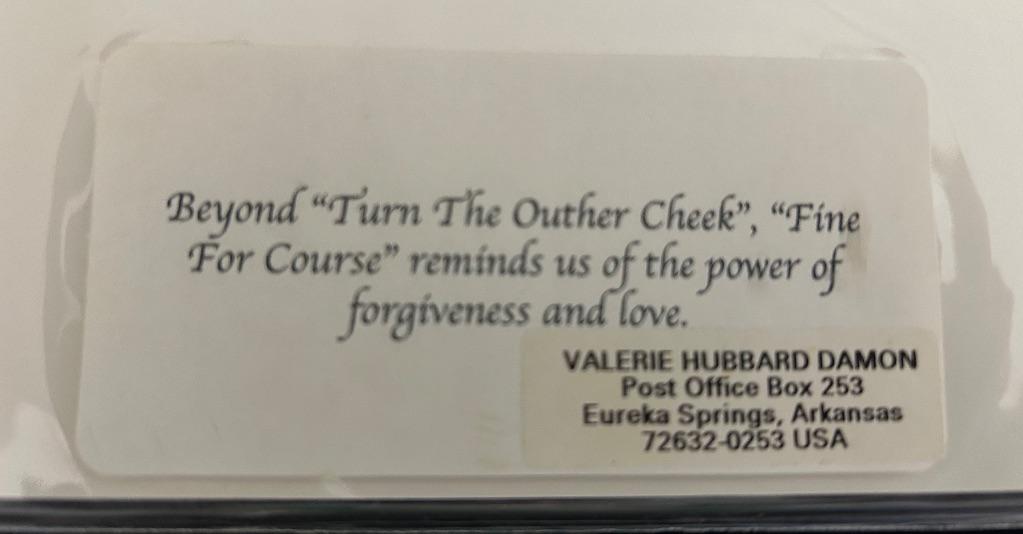 Beyond “Turn The Outher Cheek”, “Fine
For Course” reminds us of the power of
forgiveness and love.
VALERIE HUBBARD DAMON
Post Office Box 253
Eureka Springs, Arkansas
72632-0253 USA